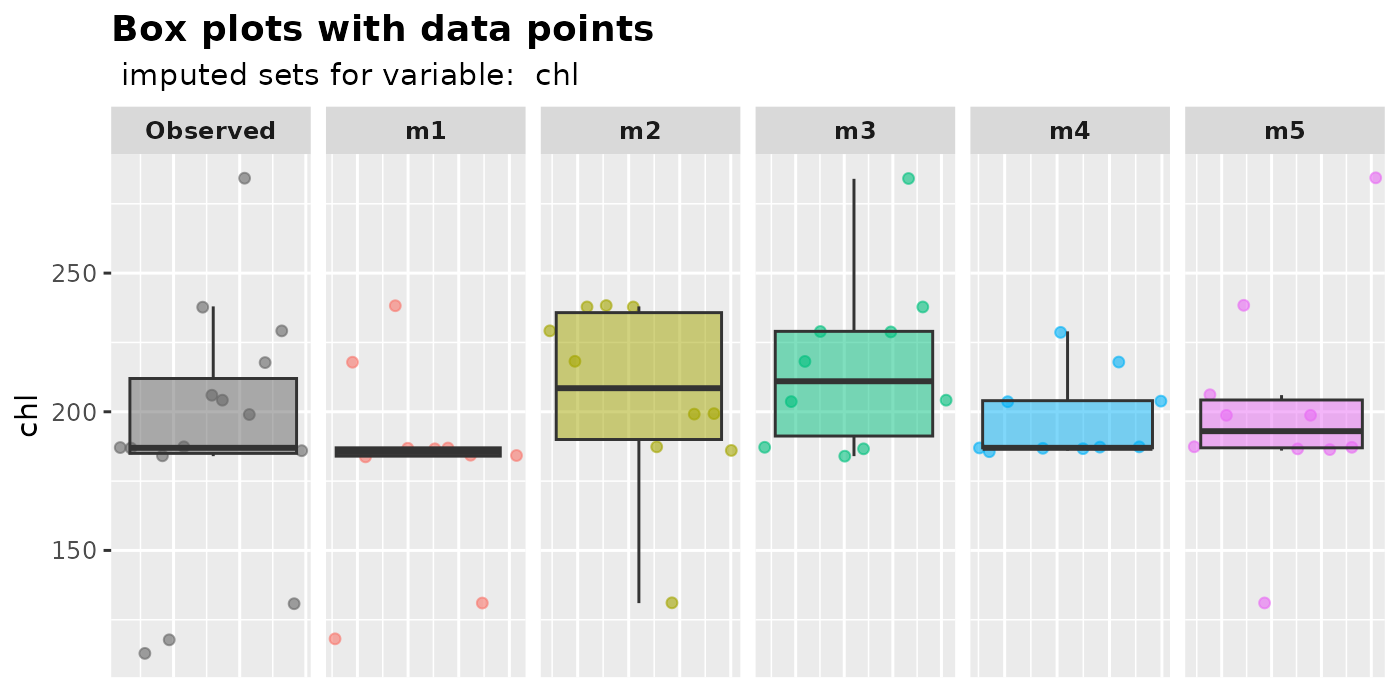 Box plots with data points
imputed sets for variable:  chl
Observed m1 m2 m3 m4 m5
250
200
150
chl